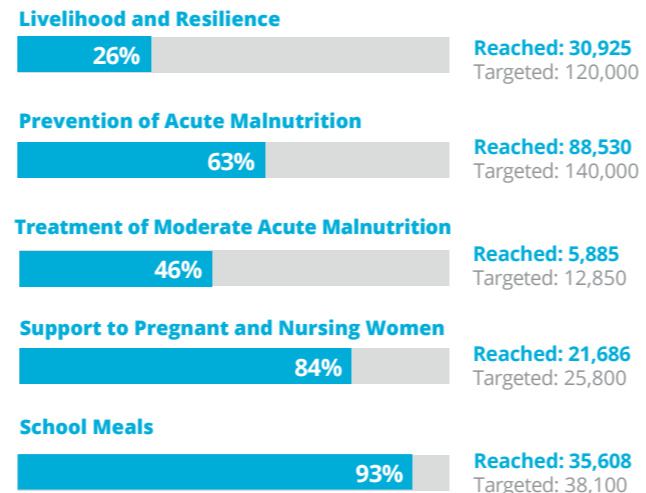 Livelihood and Resilience
26%
Reached: 30,925
Targeted: 120,000
Prevention of Acute Malnutrition
63%
Reached: 88,530
Targeted: 140,000
Treatment of Moderate Acute Malnutrition
46%
Reached: 5,885
Targeted: 12,850
Support to Pregnant and Nursing Women
84%
Reached: 21,686
Targeted: 25,800
School Meals
93%
Reached: 35,608
Targeted: 38,100